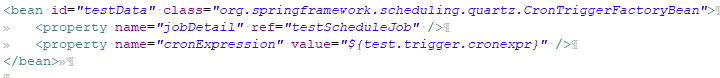 <bean id="testData" class="org.springframework.scheduling.quartz.CronTriggerFactoryBean">¶
» <property name="jobDetail" ref="testScheduleJob" />¶
» <property name="cronExpression" value="${test.trigger.cronexpr}" />¶
</bean>»¶
¶